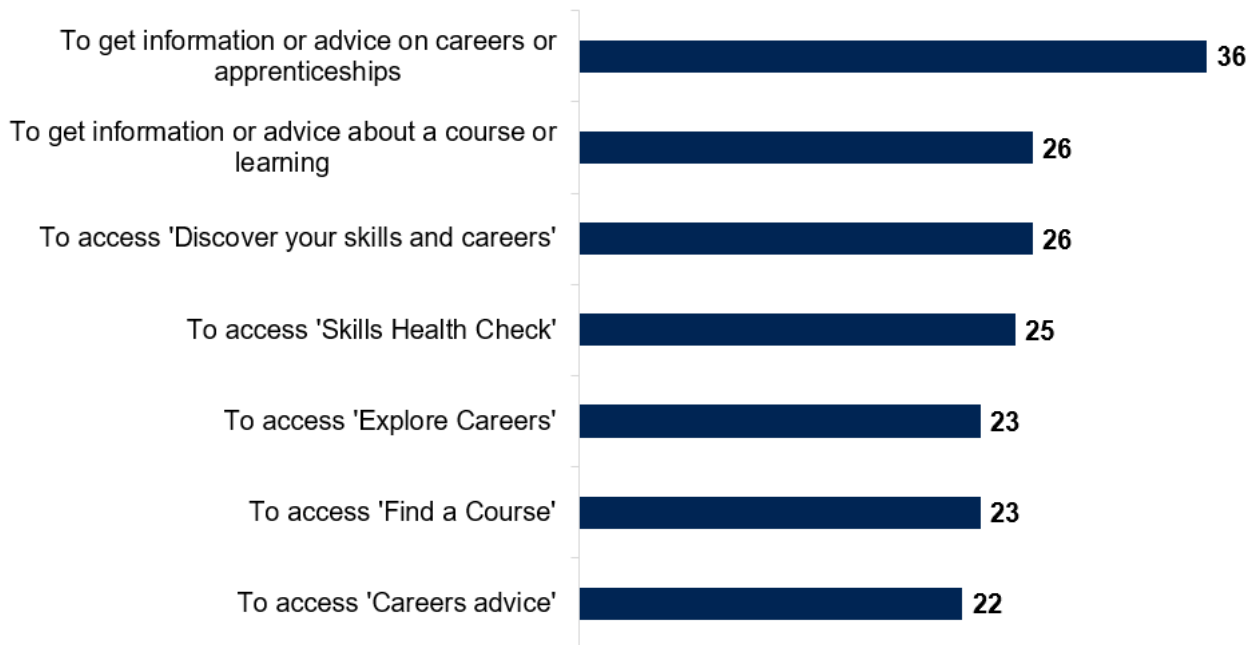 To get information or advice on careers or
apprenticeships
36
To get information or advice about a course or
learning
26
To access 'Discover your skills and careers'
26
To access 'Skills Health Check'
25
To access 'Explore Careers'
23
To access 'Find a Course'
23
To access 'Careers advice'
22